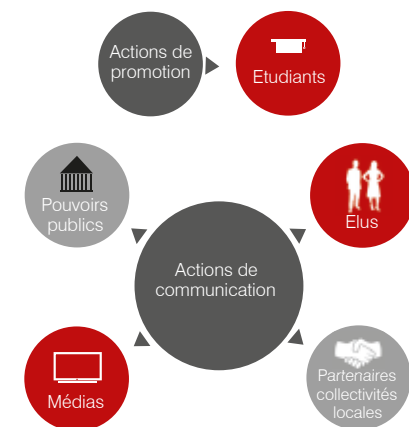 Actions de
promotion
Etudiants
Pouvoirs
publics
Elus
Actions de
communication
Médias
Partenaires
collectivités
locales